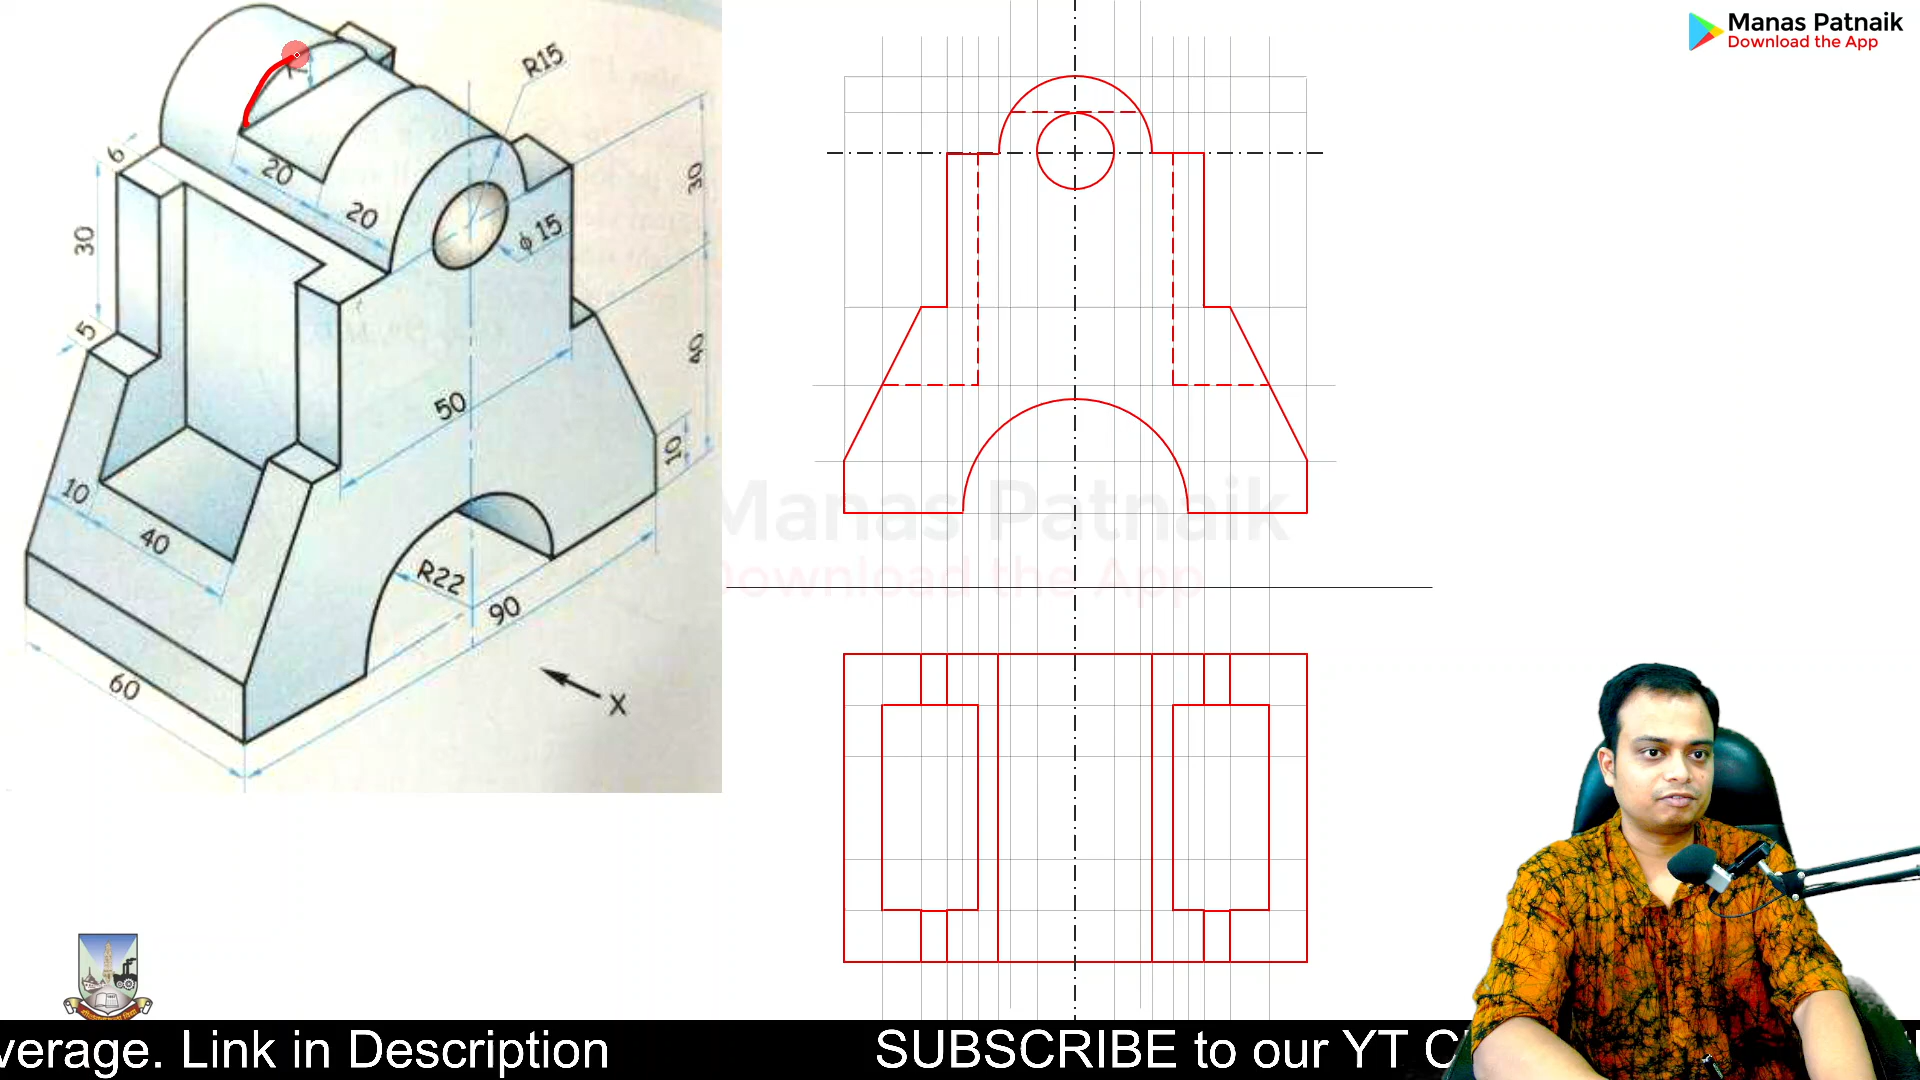 Manas Patnaik
Download the App
R15
6
20
20
30
30
ϕ 15
5
40
50
10
10
40
R22
90
60
X
Manas Patnaik
Download the App
verage. Link in Description
SUBSCRIBE to our YT C